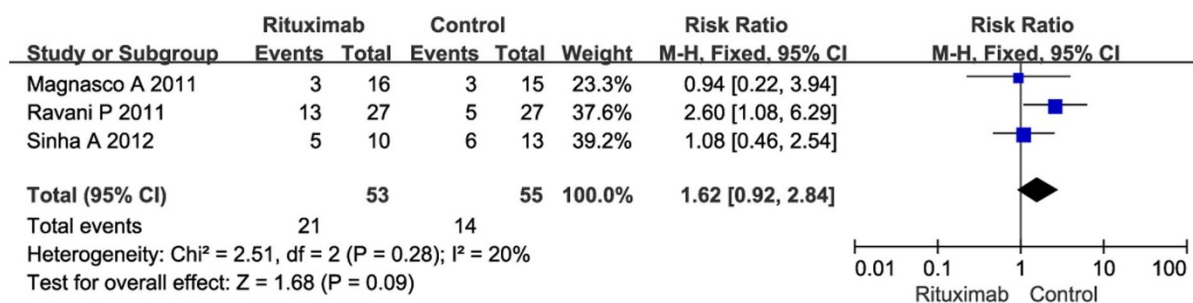 Rituximab Control Risk Ratio Risk Ratio
Study or Subgroup Events Total Events Total Weight M-H, Fixed, 95% CI M-H, Fixed, 95% CI
Magnasco A 2011 3 16 3 15 23.3% 0.94 [0.22, 3.94]
Ravani P 2011 13 27 5 27 37.6% 2.60 [1.08, 6.29]
Sinha A 2012 5 10 6 13 39.2% 1.08 [0.46, 2.54]
Total (95% CI) 53 55 100.0% 1.62 [0.92, 2.84]
Total events 21 14
Heterogeneity: Chi² = 2.51, df = 2 (P = 0.28); I² = 20%
Test for overall effect: Z = 1.68 (P = 0.09)
0.01 0.1 1 10 100
Rituximab Control